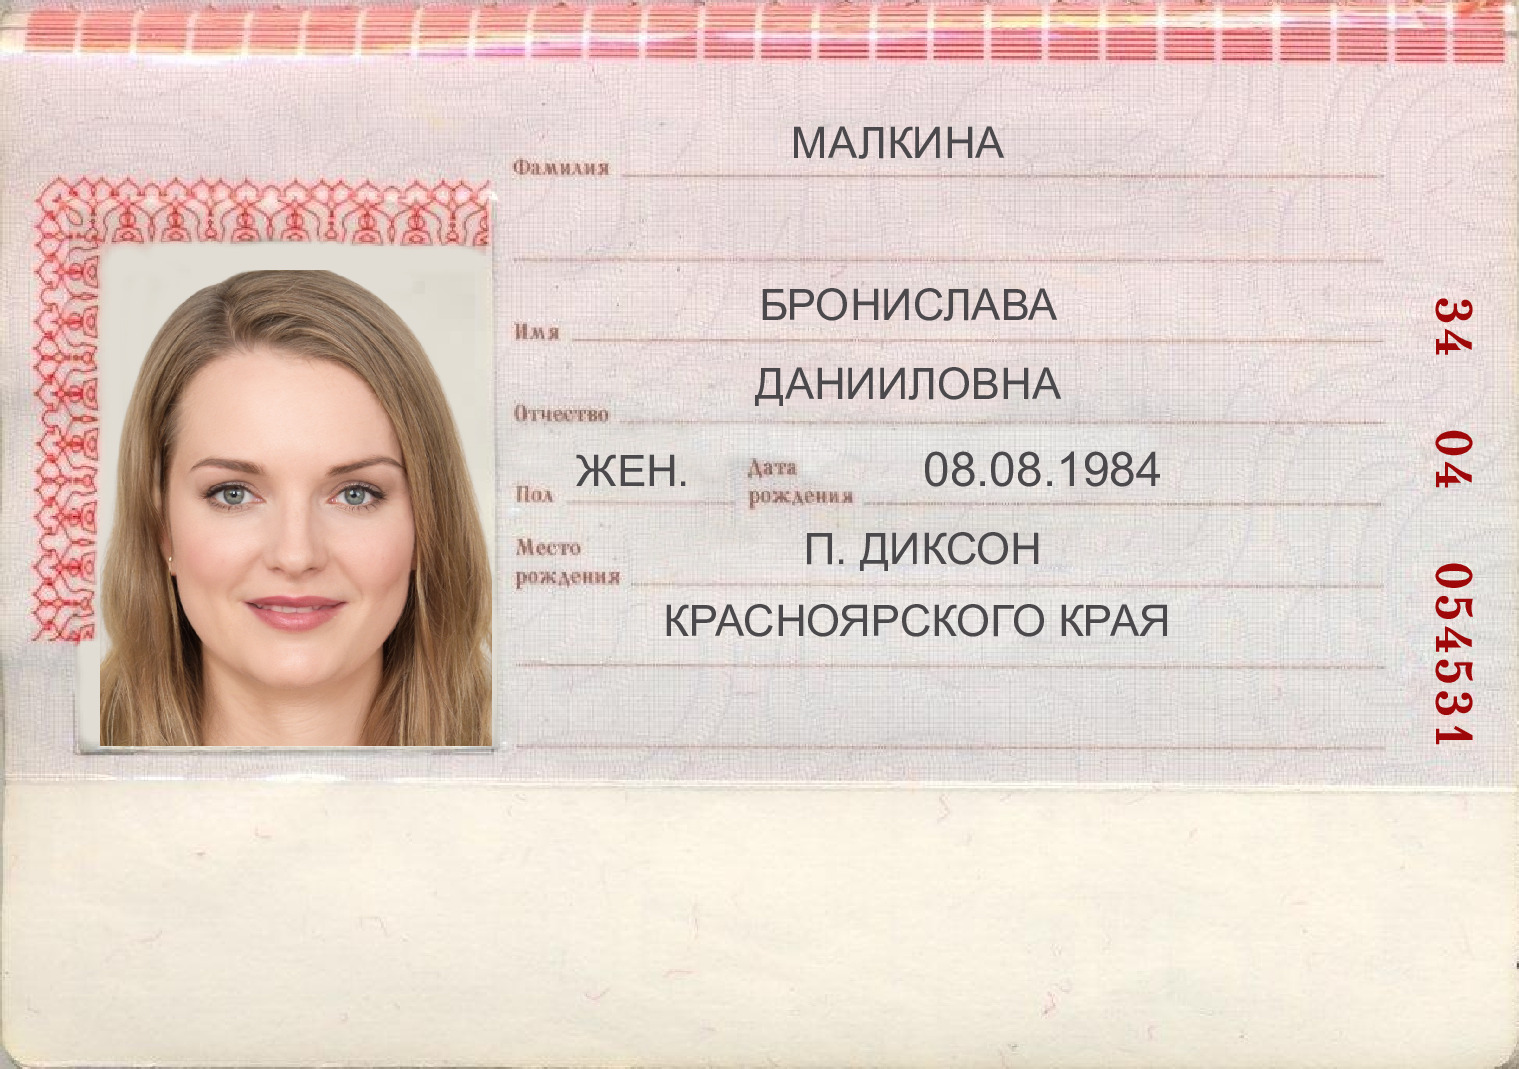 Фамилия МАЛКИНА
Имя БРОНИСЛАВА
Отчество ДАНИИЛОВНА
Пол ЖЕН. Дата рождения 08.08.1984
Место рождения П. ДИКСОН
КРАСНОЯРСКОГО КРАЯ
34 04 054531